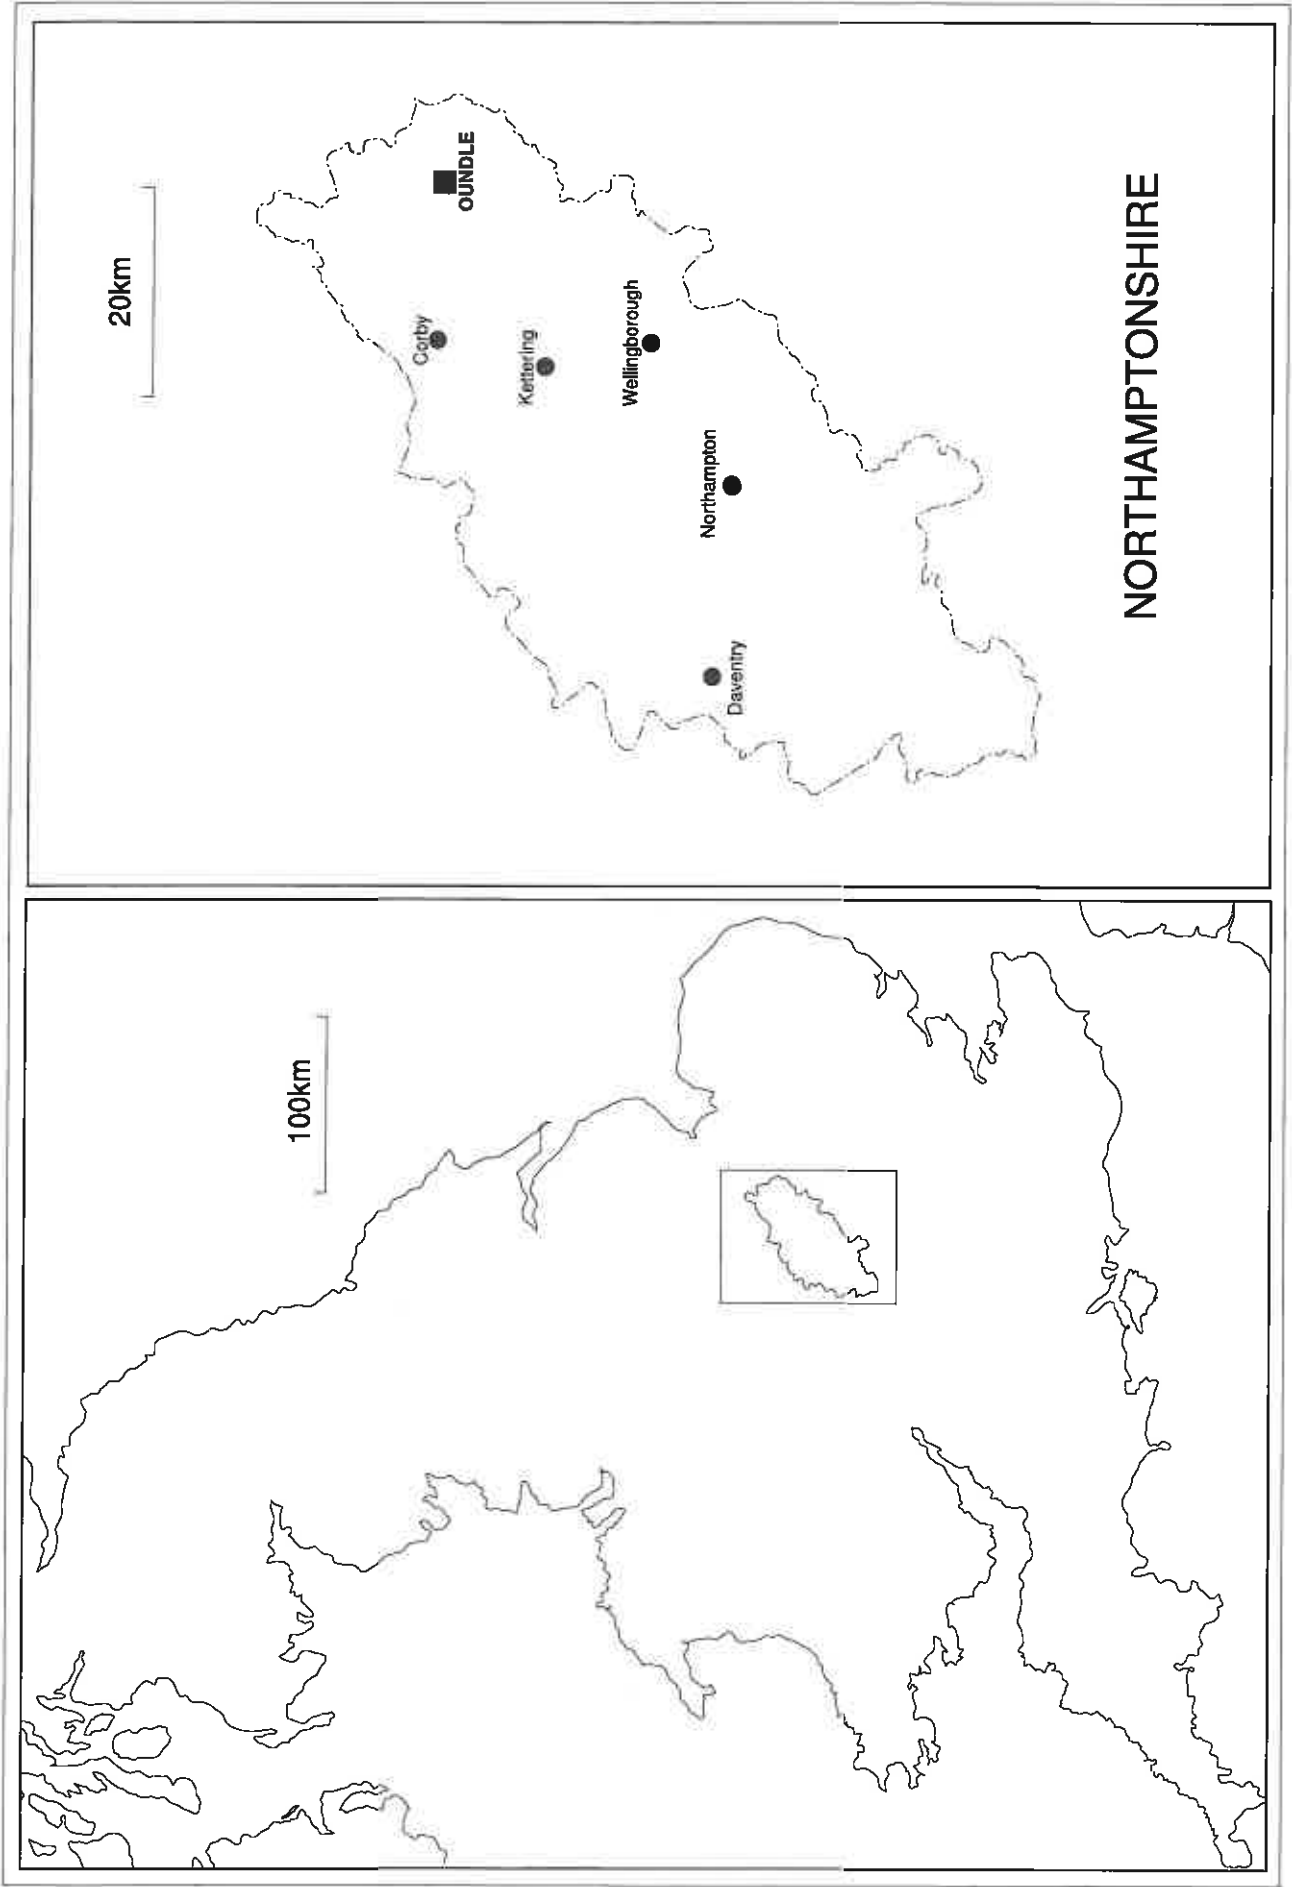 100km
20km
Corby
OUNDLE
Kettering
Wellingborough
Northampton
Daventry
NORTHAMPTONSHIRE